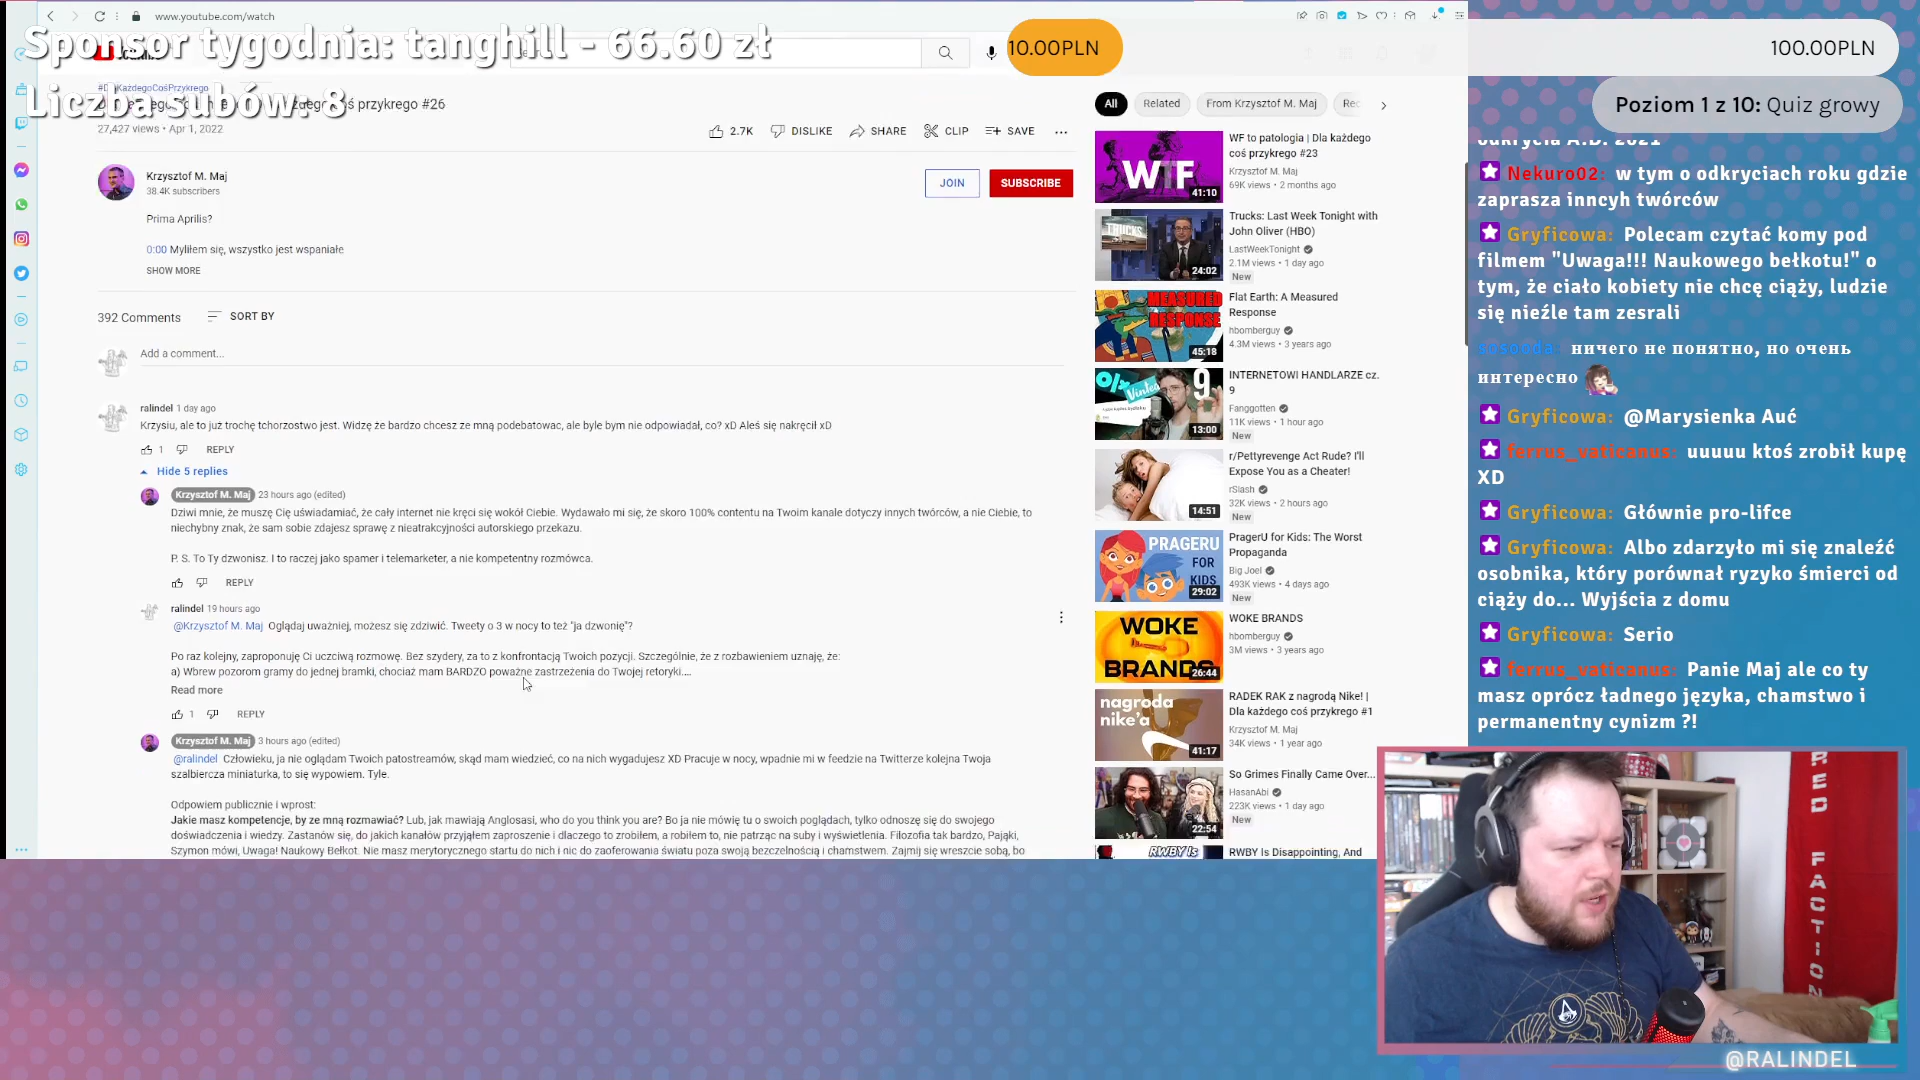 www.youtube.com/watch
Sponsor tygodnia: tanghill - 66.60 zł
Liczba subów: 8
10.00PLN
100.00PLN
Poziom 1 z 10: Quiz growy
przykrego #26
27,427 views • Apr 1, 2022
2.7K
DISLIKE
SHARE
CLIP
SAVE
Krzysztof M. Maj
38.4K subscribers
JOIN
SUBSCRIBE
Prima Aprilis?
0:00 Myliłem się, wszystko jest wspaniałe
SHOW MORE
392 Comments
SORT BY
Add a comment...
ralindel 1 day ago
Krzysiu, ale to już trochę tchorzostwo jest. Widzę że bardzo chcesz ze mną podebatowac, ale byle bym nie odpowiadał, co? xD Aleś się nakręcił xD
1
REPLY
Hide 5 replies
Krzysztof M. Maj 23 hours ago (edited)
Dziwi mnie, że muszę Cię uświadamiać, że cały internet nie kręci się wokół Ciebie. Wydawało mi się, że skoro 100% contentu na Twoim kanale dotyczy innych twórców, a nie Ciebie, to
niechybny znak, że sam sobie zdajesz sprawę z nieatrakcyjności autorskiego przekazu.
P. S. To Ty dzwonisz. I to raczej jako spamer i telemarketer, a nie kompetentny rozmówca.
REPLY
ralindel 19 hours ago
@Krzysztof M. Maj Oglądaj uważniej, możesz się zdziwić. Tweety o 3 w nocy to też "ja dzwonię"?
Po raz kolejny, zaproponuję Ci uczciwą rozmowę. Bez szydery, za to z konfrontacją Twoich pozycji. Szczególnie, że z rozbawieniem uznaję, że:
a) Wbrew pozorom gramy do jednej bramki, chociaż mam BARDZO poważne zastrzeżenia do Twojej retoryki....
Read more
1
REPLY
Krzysztof M. Maj 3 hours ago (edited)
@ralindel Człowieku, ja nie oglądam Twoich patostreamów, skąd mam wiedzieć, co na nich wygadujesz XD Pracuje w nocy, wpadnie mi w feedzie na Twitterze kolejna Twoja
szalbiercza miniaturka, to się wypowiem. Tyle.
Odpowiem publicznie i wprost:
Jakie masz kompetencje, by ze mną rozmawiać? Lub, jak mawiają Anglosasi, who do you think you are? Bo ja nie mówię tu o swoich poglądach, tylko odnoszę się do swojego
doświadczenia i wiedzy. Zastanów się, do jakich kanałów przyjąłem zaproszenie i dlaczego to zrobiłem, a robiłem to, nie patrząc na suby i wyświetlenia. Filozofia tak bardzo, Pająki,
Szymon mówi, Uwaga! Naukowy Bełkot. Nie masz merytorycznego startu do nich i nic do zaoferowania światu poza swoją bezczelnością i chamstwem. Zajmij się wreszcie sobą, bo
All
Related
From Krzysztof M. Maj
Rec
WTF
41:10
WF to patologia | Dla każdego
coś przykrego #23
Krzysztof M. Maj
69K views • 2 months ago
TRUCKS
24:02
Trucks: Last Week Tonight with
John Oliver (HBO)
LastWeekTonight
2.1M views • 1 day ago
New
MEASURED
RESPONSE
45:18
Flat Earth: A Measured
Response
hbomberguy
4.3M views • 3 years ago
Vinted
9
13:00
INTERNETOWI HANDLARZE cz.
9
Fanggotten
11K views • 1 hour ago
New
14:51
r/Pettyrevenge Act Rude? I'll
Expose You as a Cheater!
rSlash
32K views • 2 hours ago
New
PRAGERU
FOR
KIDS
29:02
PragerU for Kids: The Worst
Propaganda
Big Joel
493K views • 4 days ago
New
WOKE
BRANDS
26:44
WOKE BRANDS
hbomberguy
3M views • 3 years ago
nagroda
nike'a
41:17
RADEK RAK z nagrodą Nike! |
Dla każdego coś przykrego #1
Krzysztof M. Maj
34K views • 1 year ago
22:54
So Grimes Finally Came Over...
HasanAbi
223K views • 1 day ago
New
RWBY Is
RWBY Is Disappointing, And
odkrycia A.D. 2021
Nekuro02: w tym o odkryciach roku gdzie
zaprasza inncyh twórców
Gryficowa: Polecam czytać komy pod
filmem "Uwaga!!! Naukowego bełkotu!" o
tym, że ciało kobiety nie chcę ciąży, ludzie
się nieźle tam zesrali
ничего не понятно, но очень
интересно
Gryficowa: @Marysienka Auć
ferrus_vaticanus: uuuuu ktoś zrobił kupę
XD
Gryficowa: Głównie pro-lifce
Gryficowa: Albo zdarzyło mi się znaleźć
osobnika, który porównał ryzyko śmierci od
ciąży do... Wyjścia z domu
Gryficowa: Serio
ferrus_vaticanus: Panie Maj ale co ty
masz oprócz ładnego języka, chamstwo i
permanentny cynizm ?!
RED FACTION
@RALINDEL